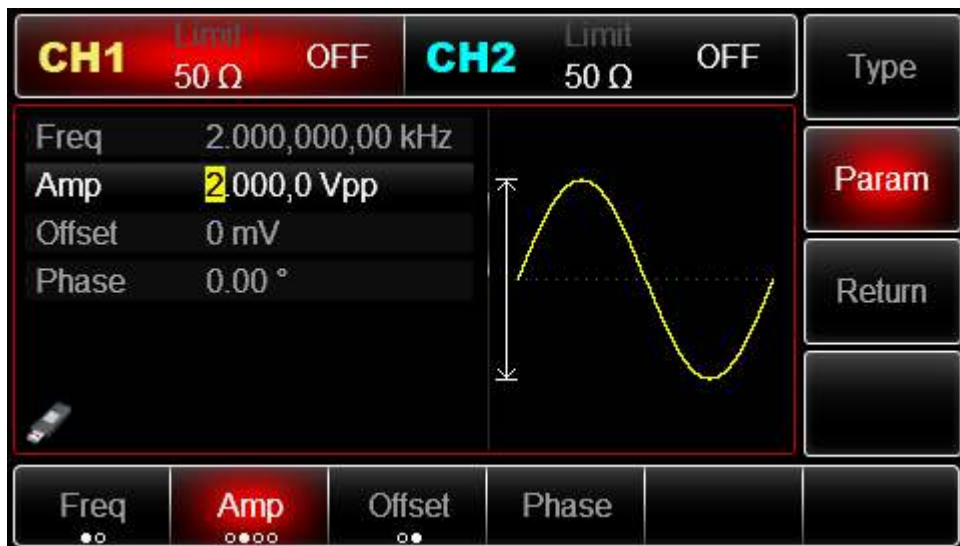 CH1 Limit 50 Ω OFF
CH2 Limit 50 Ω OFF
Type
Freq 2.000,000,00 kHz
Amp 2.000,0 Vpp
Offset 0 mV
Phase 0.00 °
Param
Return
Freq Amp Offset Phase